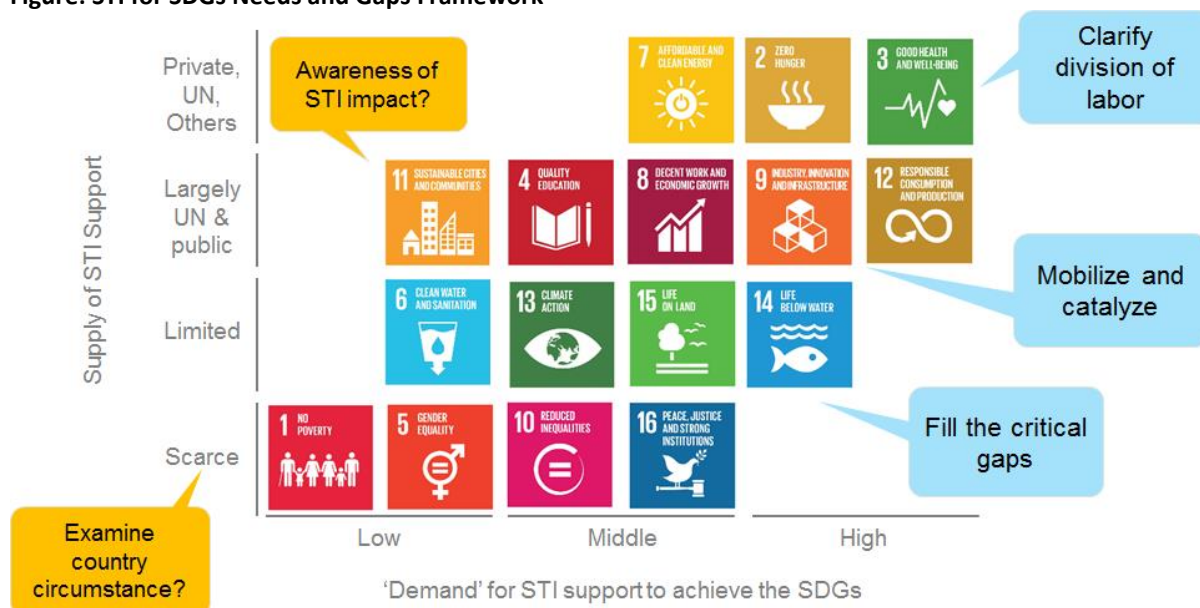 Figure: STI for SDGs Needs and Gaps Framework
Supply of STI Support
Private,
UN,
Others
Awareness of
STI impact?
7 AFFORDABLE AND
CLEAN ENERGY
2 ZERO
HUNGER
3 GOOD HEALTH
AND WELL-BEING
Clarify
division of
labor
Largely
UN &
public
11 SUSTAINABLE CITIES
AND COMMUNITIES
4 QUALITY
EDUCATION
8 DECENT WORK AND
ECONOMIC GROWTH
9 INDUSTRY, INNOVATION
AND INFRASTRUCTURE
12 RESPONSIBLE
CONSUMPTION
AND PRODUCTION
Mobilize and
catalyze
Limited
6 CLEAN WATER
AND SANITATION
13 CLIMATE
ACTION
15 LIFE
ON LAND
14 LIFE
BELOW WATER
Fill the critical
gaps
Scarce
1 NO
POVERTY
5 GENDER
EQUALITY
10 REDUCED
INEQUALITIES
16 PEACE, JUSTICE
AND STRONG
INSTITUTIONS
Examine
country
circumstance?
Low
Middle
High
'Demand' for STI support to achieve the SDGs